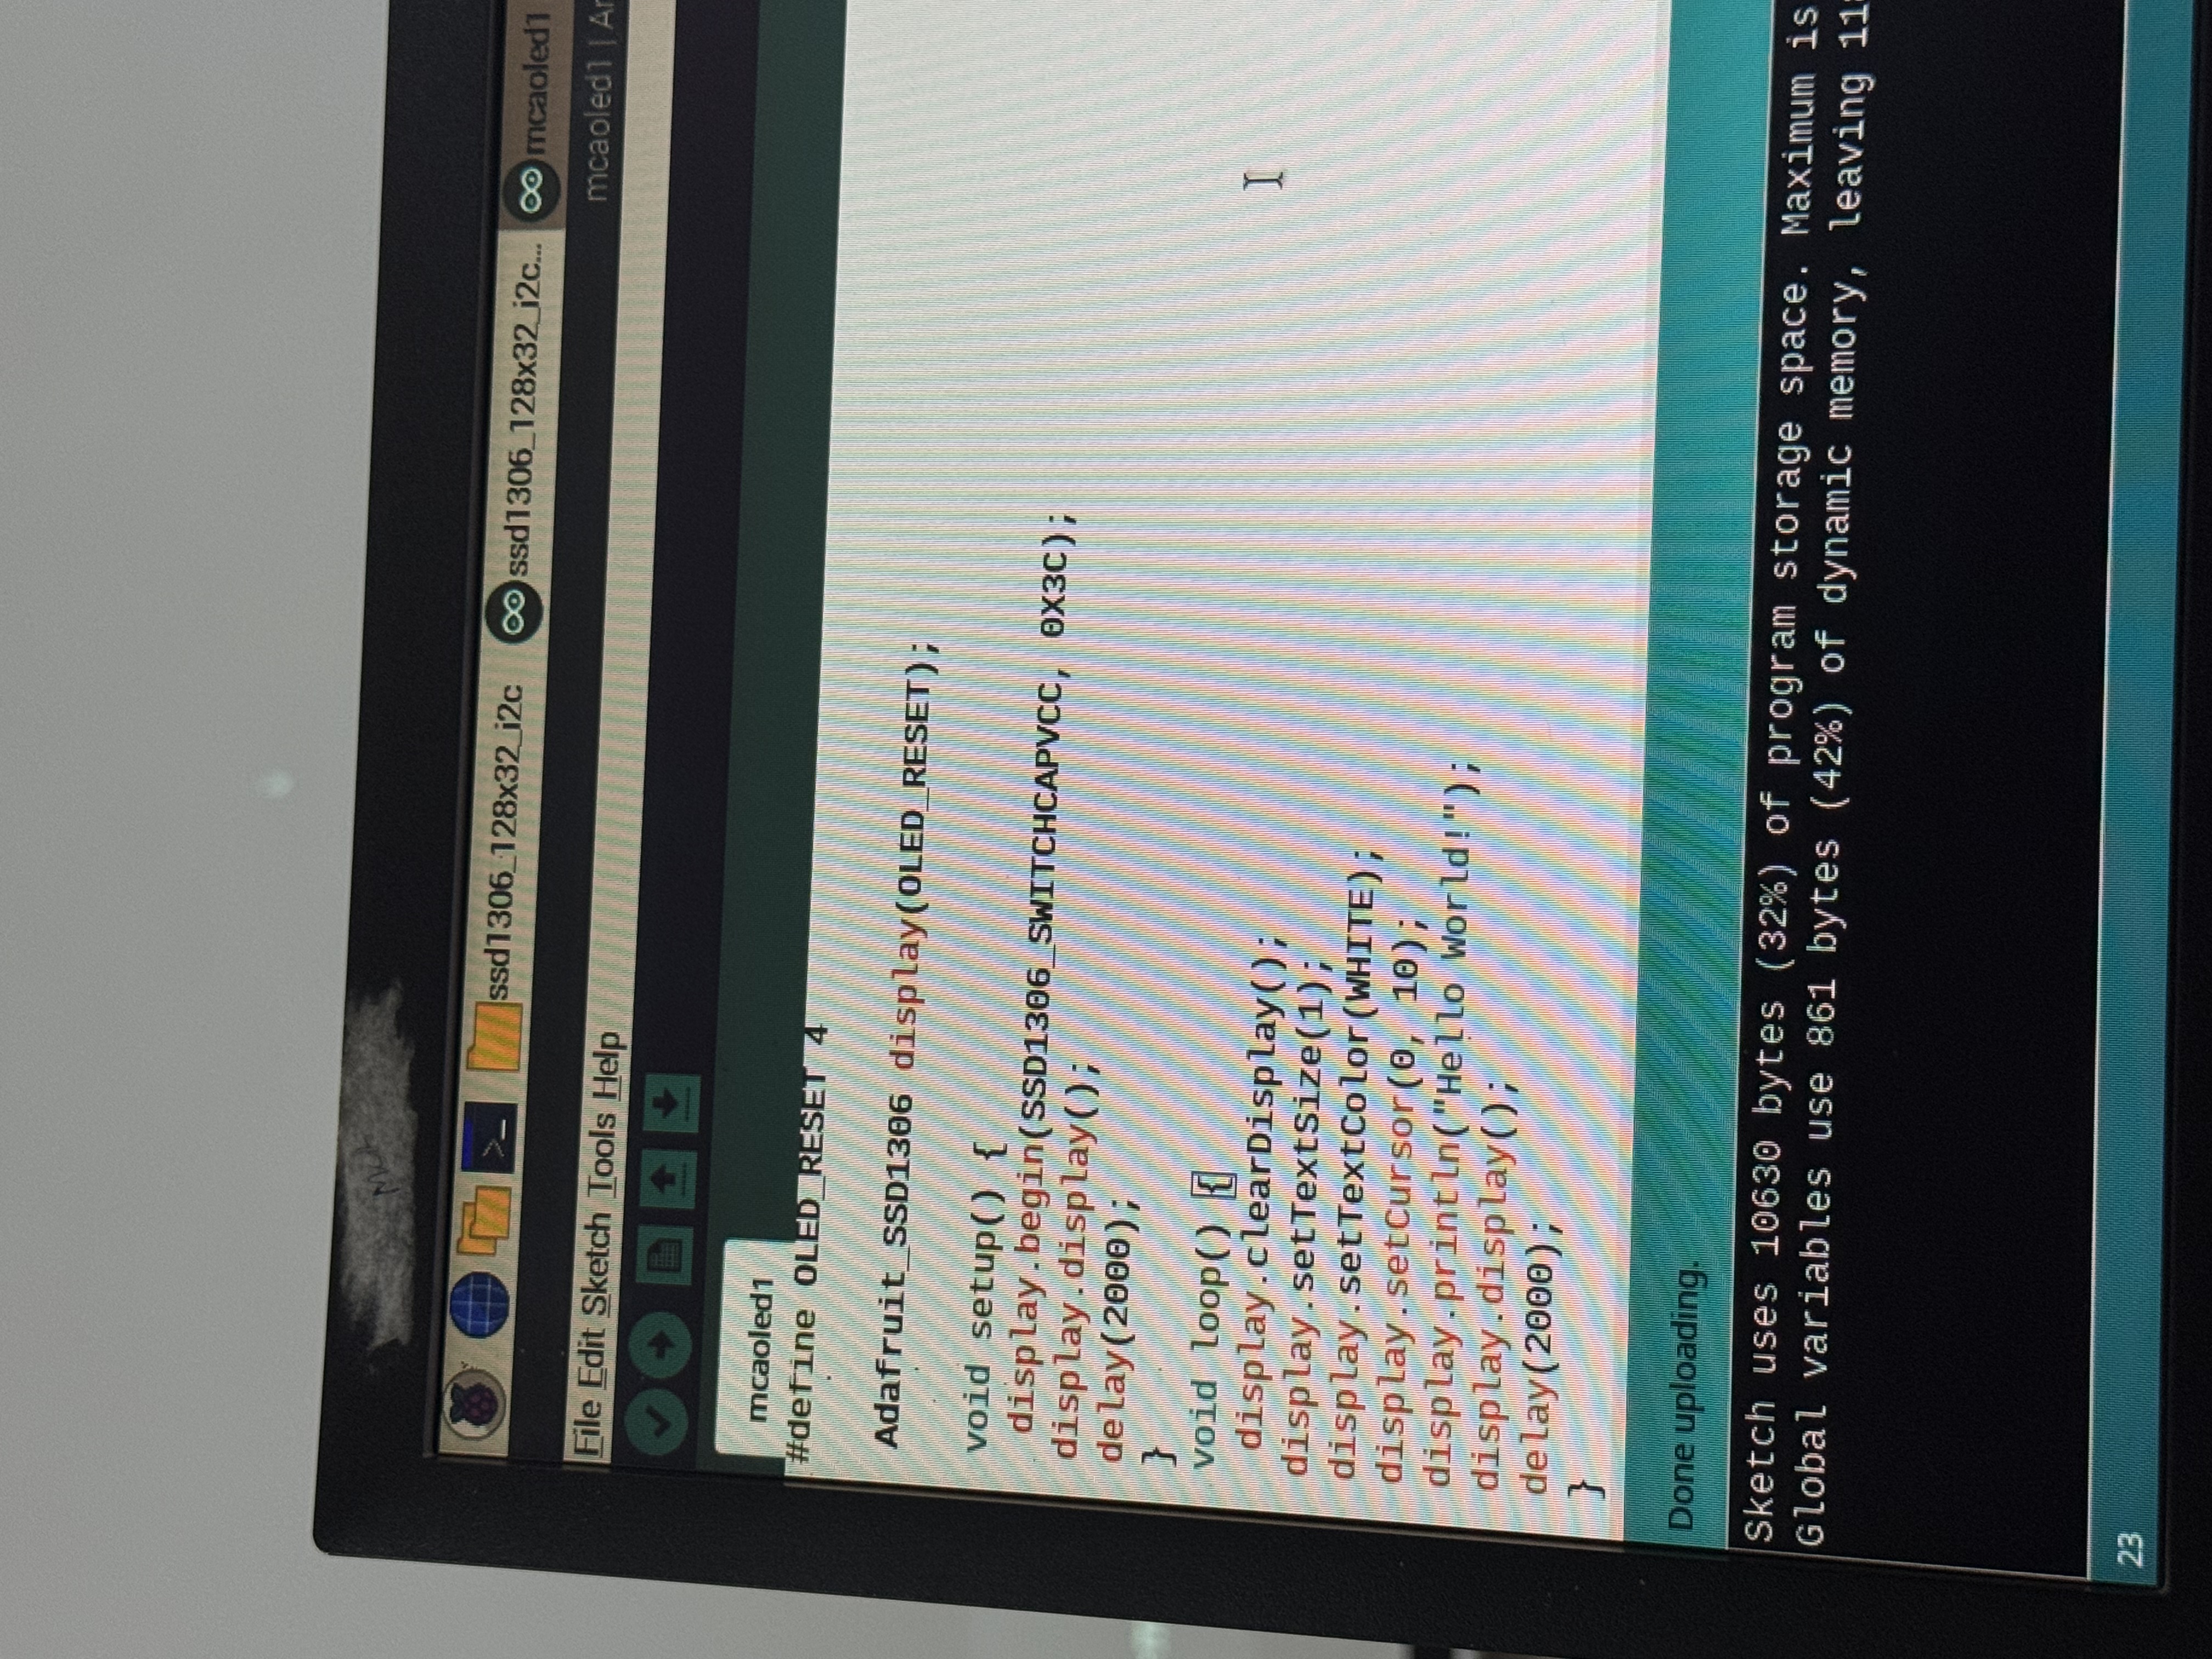 ssd1306_128x32_i2c ssd1306_128x32_i2c... mcaoled1
mcaoled1 |
File Edit Sketch Tools Help
mcaoled1
#define OLED_RESET 4
Adafruit_SSD1306 display(OLED_RESET);
void setup() {
display.begin(SSD1306_SWITCHCAPVCC, 0X3C);
display.display();
delay(2000);
}
void loop() {
display.clearDisplay();
display.setTextSize(1);
display.setTextColor(WHITE);
display.setCursor(0, 10);
display.println("Hello World!");
display.display();
delay(2000);
}
Done uploading.
Sketch uses 10630 bytes (32%) of program storage space. Maximum is
Global variables use 861 bytes (42%) of dynamic memory, leaving
23